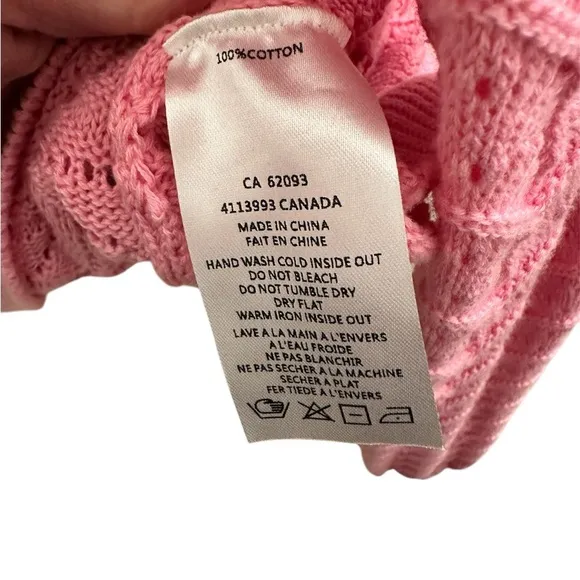 100%COTTON
CA 62093
4113993 CANADA
MADE IN CHINA
FAIT EN CHINE
HAND WASH COLD INSIDE OUT
DO NOT BLEACH
DO NOT TUMBLE DRY
DRY FLAT
WARM IRON INSIDE OUT
LAVE A LA MAIN A L'ENVERS
A L'EAU FROIDE
NE PAS BLANCHIR
NE PAS SECHER A LA MACHINE
SECHER A PLAT
FER TIEDE A L'ENVERS